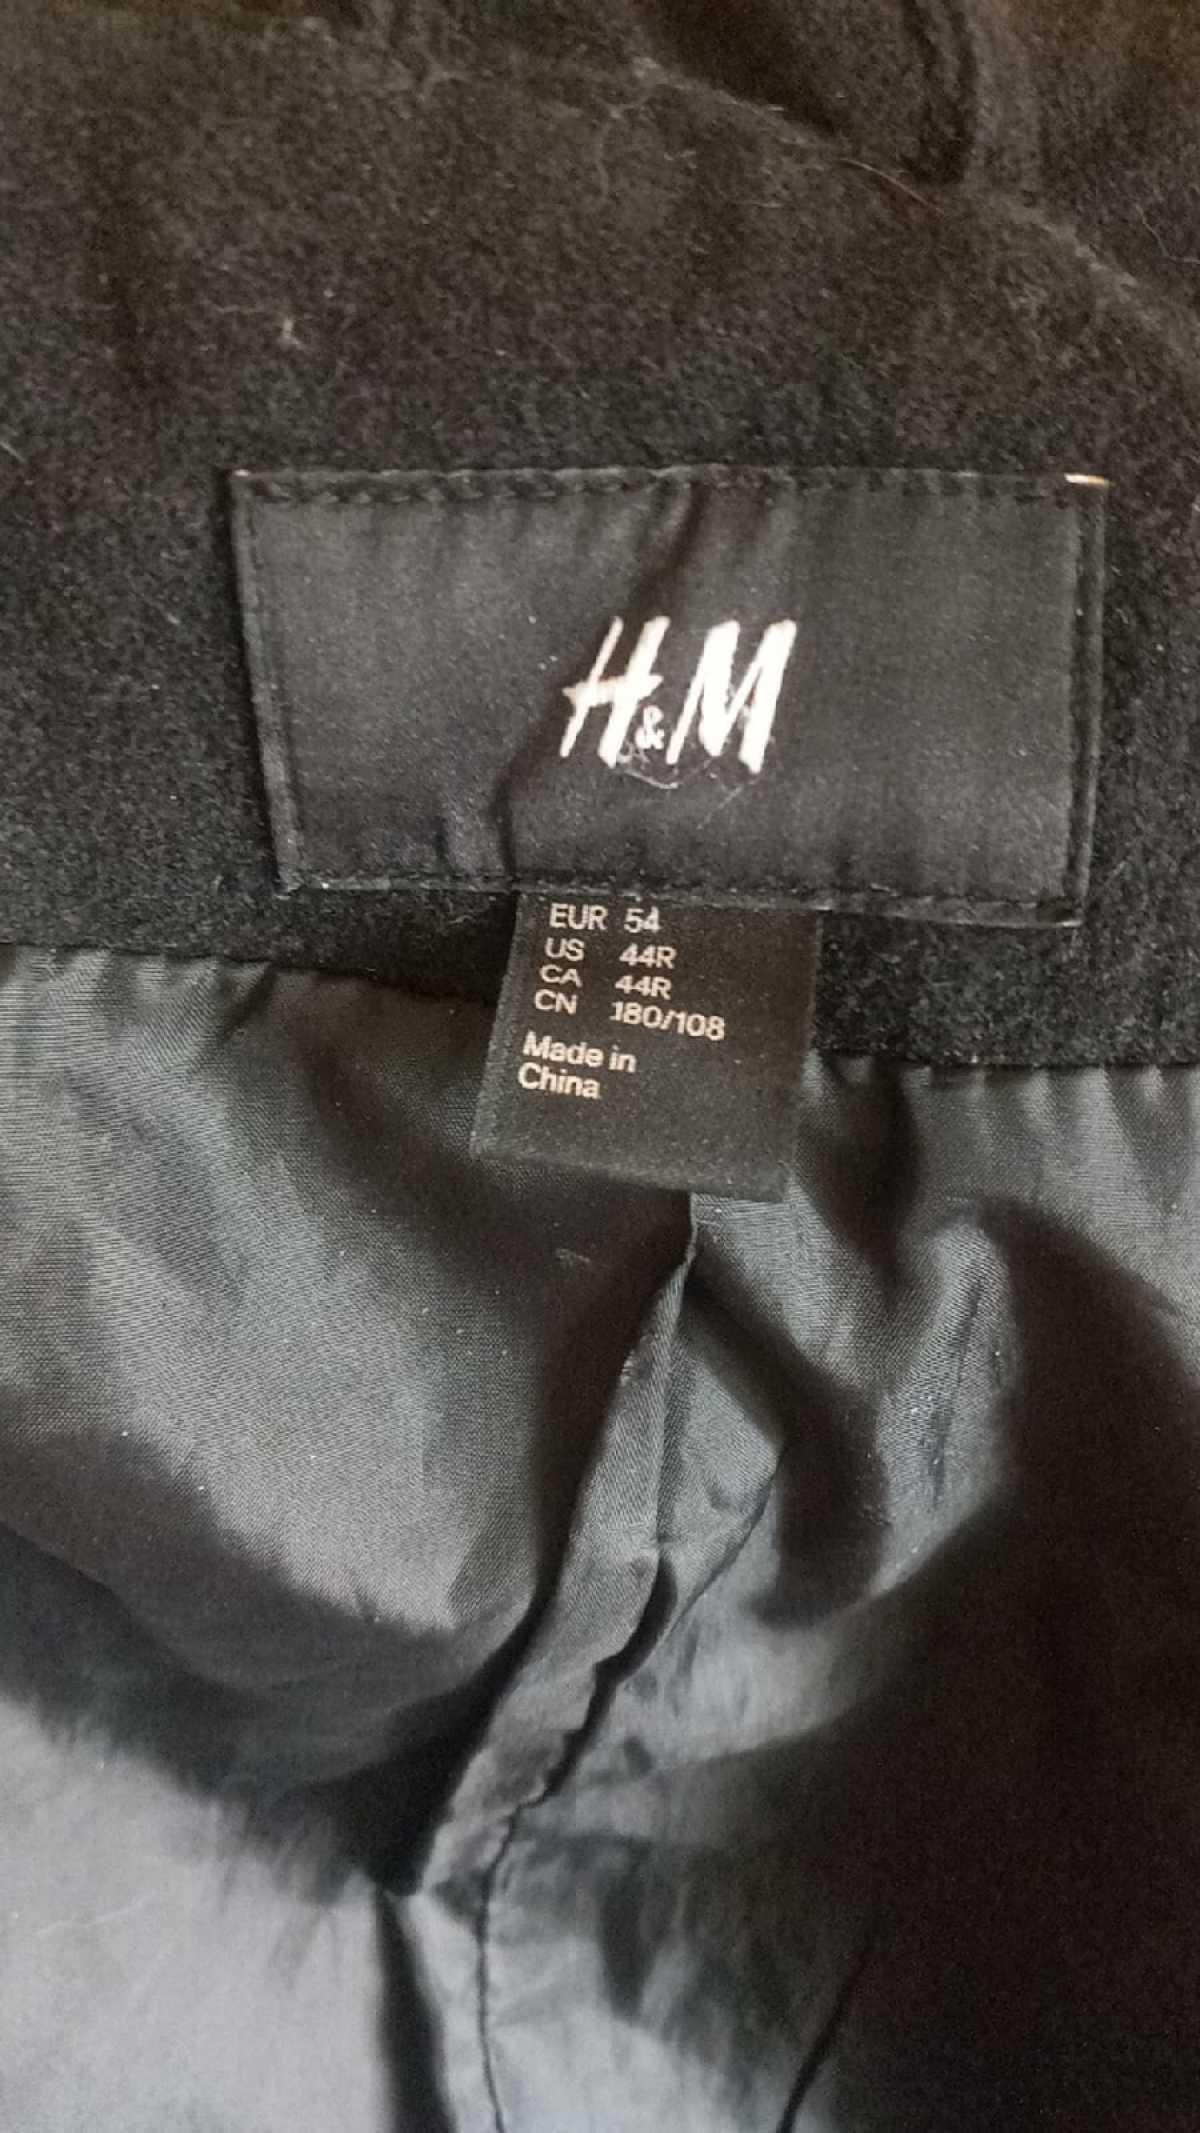 H&M
EUR 54
US 44R
CA 44R
CN 180/108
Made in
China